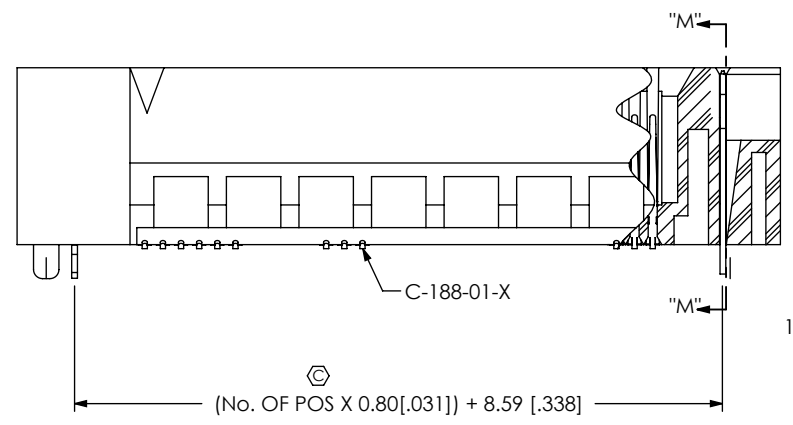 "M"
C-188-01-X
"M"
1
C
(No. OF POS X 0.80[.031]) + 8.59 [.338]